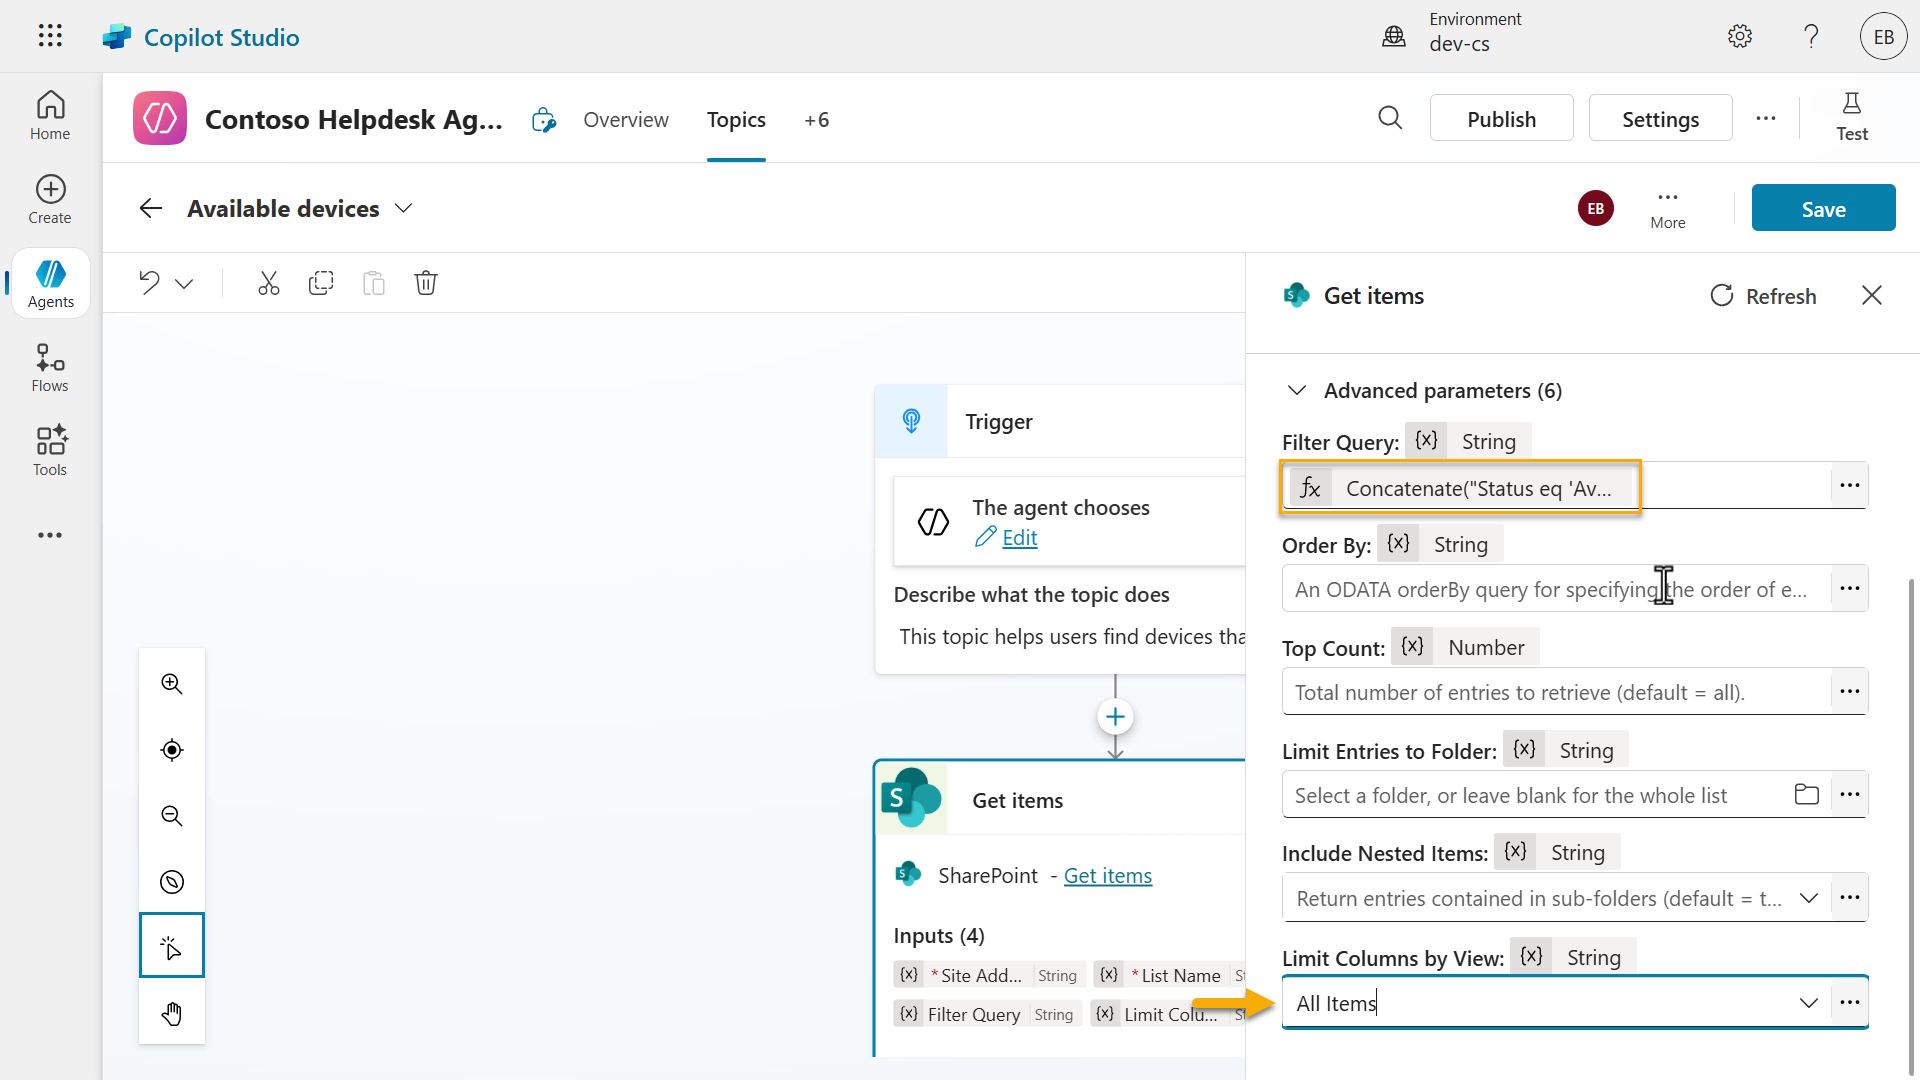 Copilot Studio
Environment
dev-cs
?
EB
Home
Create
Agents
Flows
Tools
Contoso Helpdesk Ag...
Overview
Topics
+6
Publish
Settings
Test
Available devices
EB
More
Save
Trigger
The agent chooses
Edit
Describe what the topic does
This topic helps users find devices tha
S
Get items
S SharePoint - Get items
Inputs (4)
{x} *Site Add... String {x} *List Name St
{x} Filter Query String {x} Limit Colu... St
S Get items
Refresh
Advanced parameters (6)
Filter Query: {x} String
fx Concatenate("Status eq 'Av...
Order By: {x} String
An ODATA orderBy query for specifying the order of e...
Top Count: {x} Number
Total number of entries to retrieve (default = all).
Limit Entries to Folder: {x} String
Select a folder, or leave blank for the whole list
Include Nested Items: {x} String
Return entries contained in sub-folders (default = t...
Limit Columns by View: {x} String
All Items